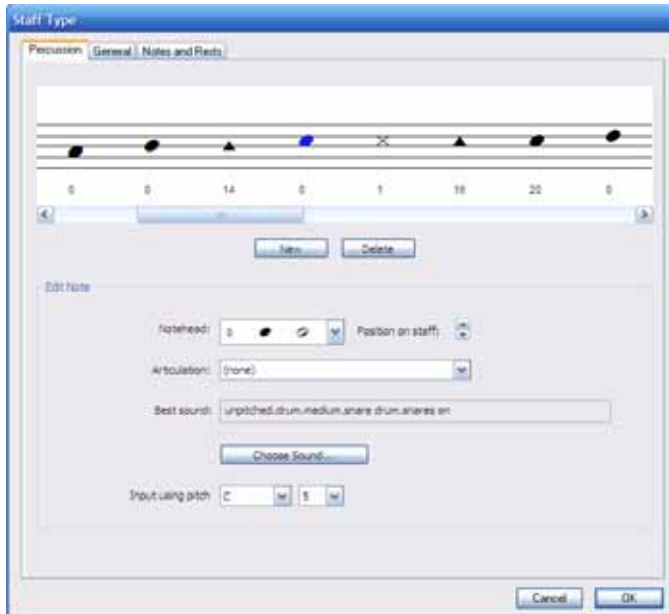 Staff Type
Percussion General Notes and Rests
0 0 14 0 1 16 20 0
New Delete
Edit Note
Notehead: 0 Position on staff:
Articulation: (none)
Best sound: unpitched.drum.medium.snare drum.snares on
Choose Sound...
Input using pitch C 5
Cancel OK